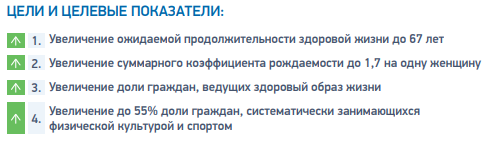 ЦЕЛИ И ЦЕЛЕВЫЕ ПОКАЗАТЕЛИ:
1. Увеличение ожидаемой продолжительности здоровой жизни до 67 лет
2. Увеличение суммарного коэффициента рождаемости до 1,7 на одну женщину
3. Увеличение доли граждан, ведущих здоровый образ жизни
4. Увеличение до 55% доли граждан, систематически занимающихся
физической культурой и спортом